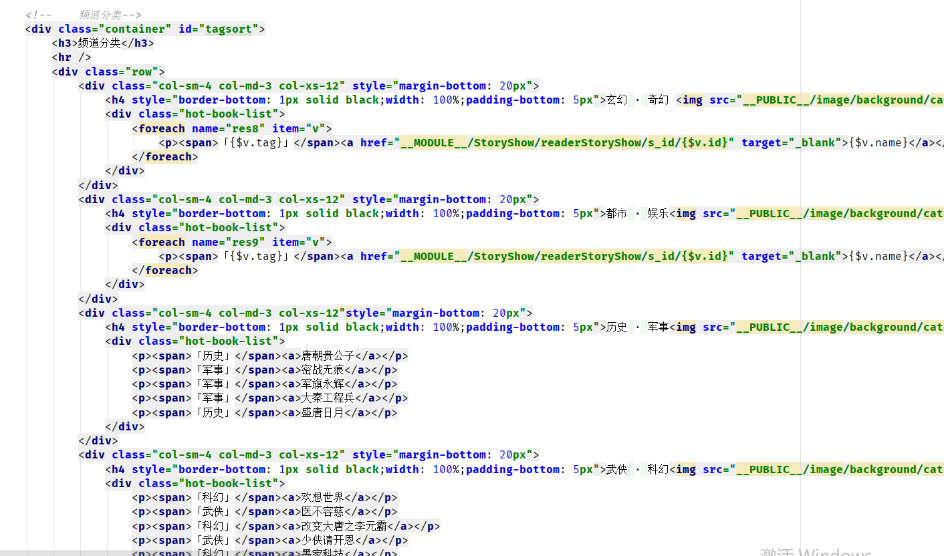 <!--    频道分类-->
<div class="container" id="tagsort">
<h3>频道分类</h3>
<hr />
<div class="row">
<div class="col-sm-4 col-md-3 col-xs-12" style="margin-bottom: 20px">
<h4 style="border-bottom: 1px solid black;width: 100%;padding-bottom: 5px">玄幻 · 奇幻 <img src="__PUBLIC__/image/background/cat
<div class="hot-book-list">
<foreach name="res8" item="v">
<p><span>「{$v.tag}」</span><a href="__MODULE__/StoryShow/readerStoryShow/s_id/{$v.id}" target="_blank">{$v.name}</a></
</foreach>
</div>
</div>
<div class="col-sm-4 col-md-3 col-xs-12" style="margin-bottom: 20px">
<h4 style="border-bottom: 1px solid black;width: 100%;padding-bottom: 5px">都市 · 娱乐<img src="__PUBLIC__/image/background/cat
<div class="hot-book-list">
<foreach name="res9" item="v">
<p><span>「{$v.tag}」</span><a href="__MODULE__/StoryShow/readerStoryShow/s_id/{$v.id}" target="_blank">{$v.name}</a></
</foreach>
</div>
</div>
<div class="col-sm-4 col-md-3 col-xs-12"style="margin-bottom: 20px">
<h4 style="border-bottom: 1px solid black;width: 100%;padding-bottom: 5px">历史 · 军事<img src="__PUBLIC__/image/background/cat
<div class="hot-book-list">
<p><span>「历史」</span><a>唐朝贵公子</a></p>
<p><span>「军事」</span><a>密战无痕</a></p>
<p><span>「军事」</span><a>军旗永辉</a></p>
<p><span>「军事」</span><a>大秦工程兵</a></p>
<p><span>「历史」</span><a>盛唐日月</a></p>
</div>
</div>
<div class="col-sm-4 col-md-3 col-xs-12" style="margin-bottom: 20px">
<h4 style="border-bottom: 1px solid black;width: 100%;padding-bottom: 5px">武侠 · 科幻<img src="__PUBLIC__/image/background/cat
<div class="hot-book-list">
<p><span>「科幻」</span><a>欢想世界</a></p>
<p><span>「武侠」</span><a>医不容慈</a></p>
<p><span>「科幻」</span><a>改变大唐之李元霸</a></p>
<p><span>「武侠」</span><a>少侠请开恩</a></p>
<p><span>「科幻」</span><a>墨家科技</a></p>
激活 Windows